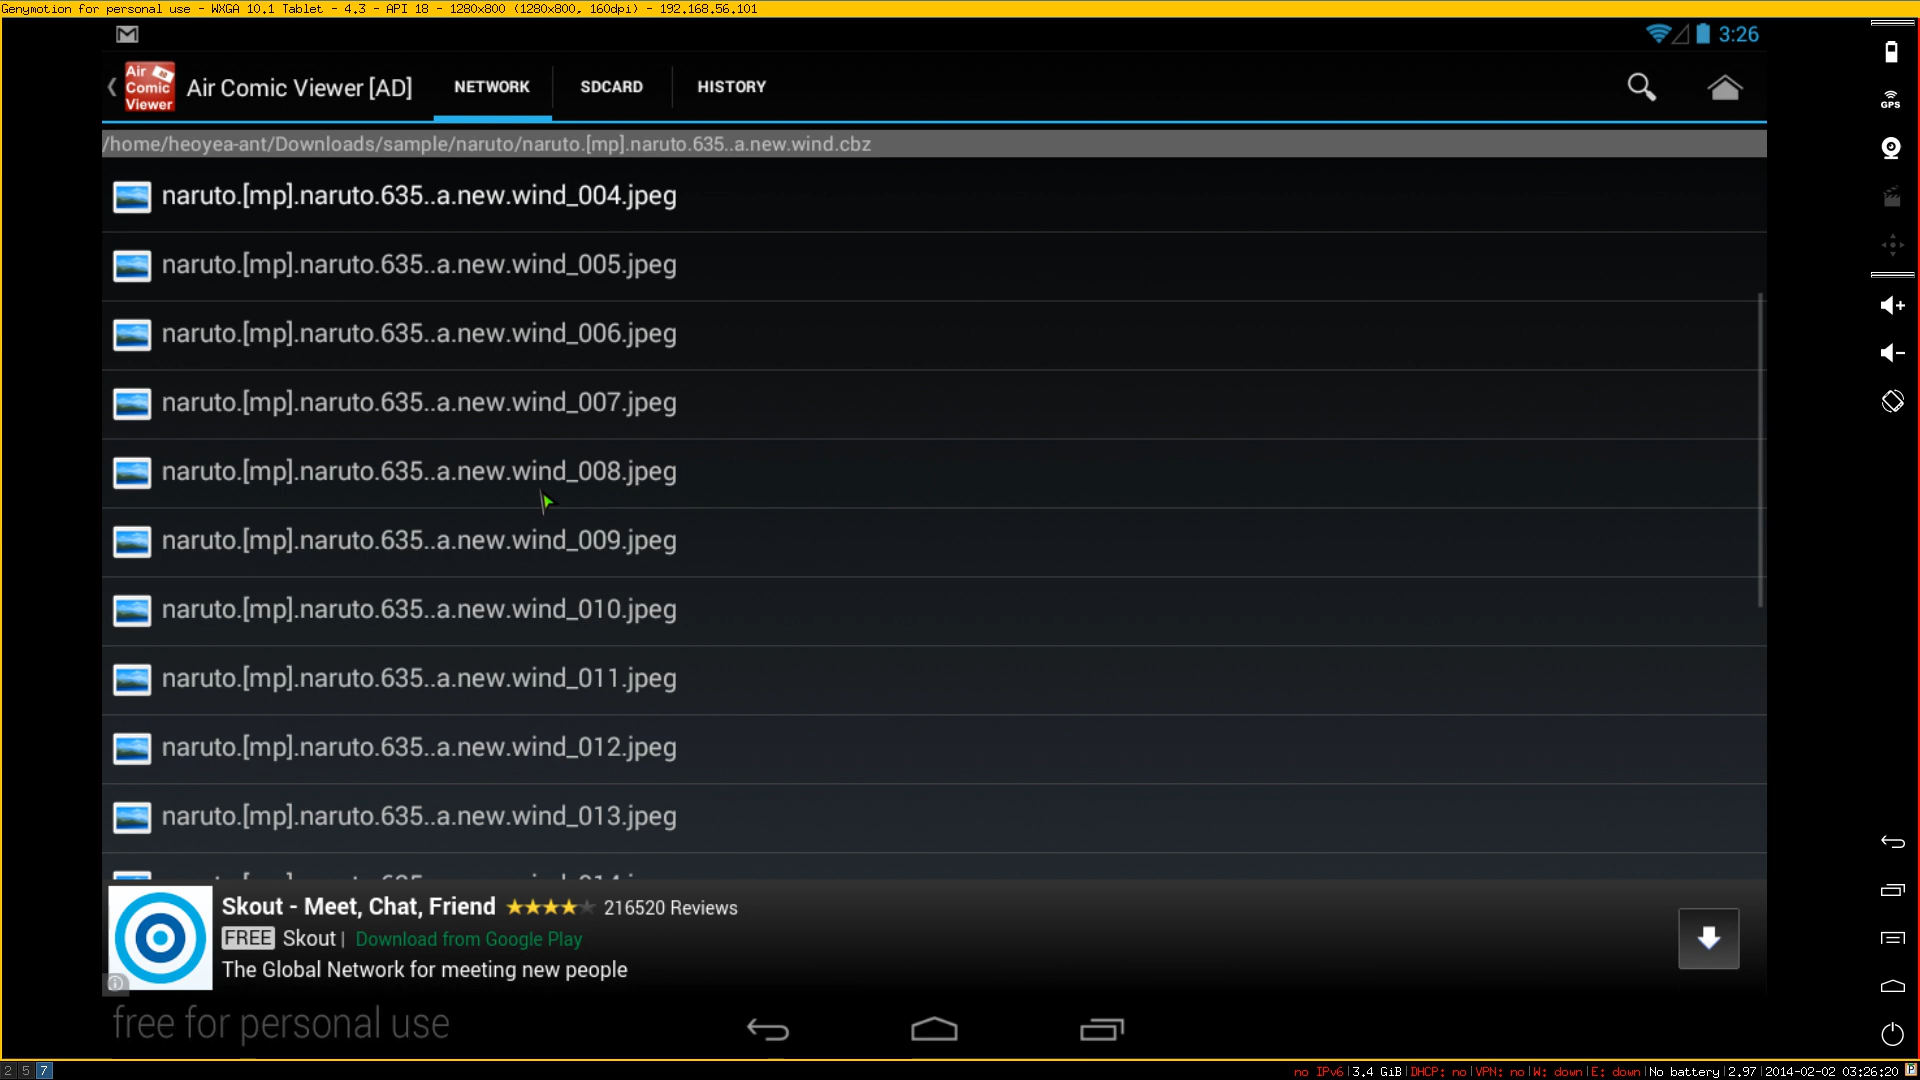 Genymotion for personal use - WXGA 10.1 Tablet - 4.3 - API 18 - 1280x800 (1280x800, 160dpi) - 192.168.56.101
3:26
Air Comic Viewer
Air Comic Viewer [AD]
NETWORK
SDCARD
HISTORY
GPS
/home/heoyea-ant/Downloads/sample/naruto/naruto.[mp].naruto.635..a.new.wind.cbz
naruto.[mp].naruto.635..a.new.wind_004.jpeg
naruto.[mp].naruto.635..a.new.wind_005.jpeg
naruto.[mp].naruto.635..a.new.wind_006.jpeg
naruto.[mp].naruto.635..a.new.wind_007.jpeg
naruto.[mp].naruto.635..a.new.wind_008.jpeg
naruto.[mp].naruto.635..a.new.wind_009.jpeg
naruto.[mp].naruto.635..a.new.wind_010.jpeg
naruto.[mp].naruto.635..a.new.wind_011.jpeg
naruto.[mp].naruto.635..a.new.wind_012.jpeg
naruto.[mp].naruto.635..a.new.wind_013.jpeg
Skout - Meet, Chat, Friend 216520 Reviews
FREE Skout | Download from Google Play
The Global Network for meeting new people
free for personal use
2 5 7
no IPv6|3.4 GiB|DHCP: no|VPN: no|W: down|E: down|No battery|2.97|2014-02-02 03:26:20